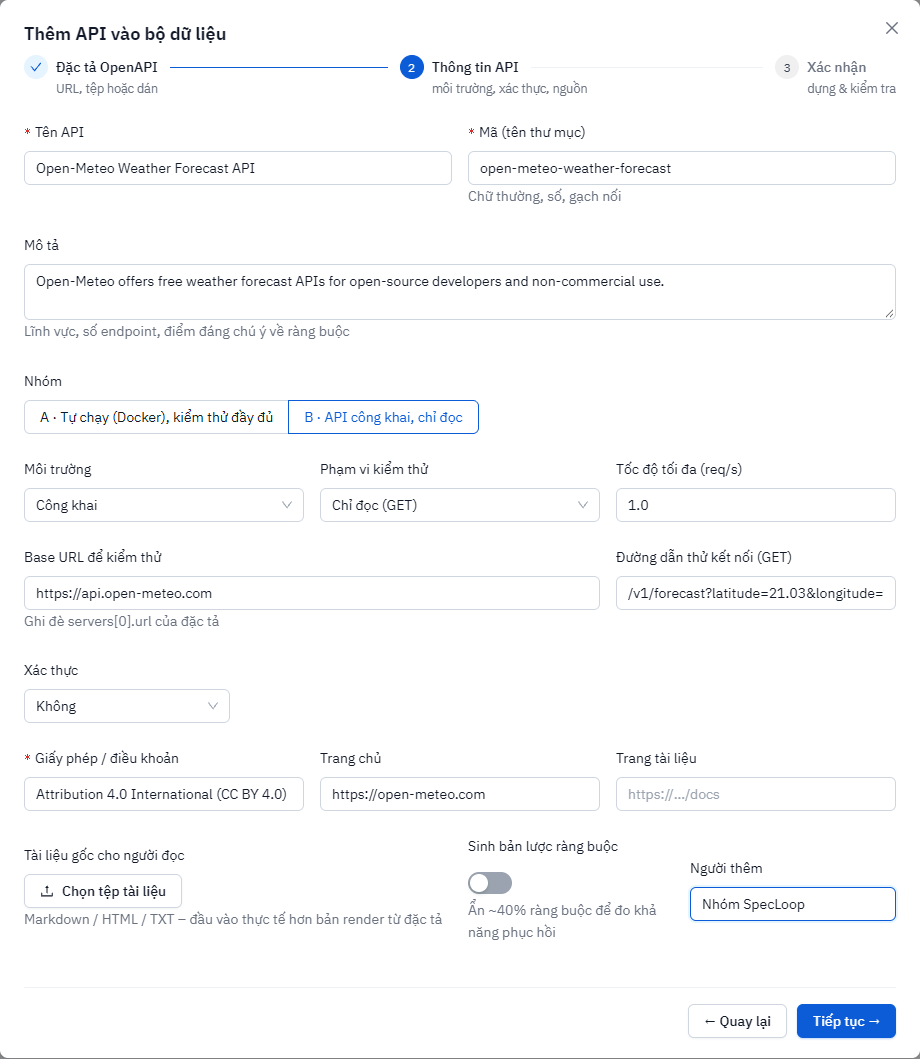 Thêm API vào bộ dữ liệu
Đặc tả OpenAPI
URL, tệp hoặc dán
2 Thông tin API
môi trường, xác thực, nguồn
3 Xác nhận
dựng & kiểm tra
* Tên API
Open-Meteo Weather Forecast API
* Mã (tên thư mục)
open-meteo-weather-forecast
Chữ thường, số, gạch nối
Mô tả
Open-Meteo offers free weather forecast APIs for open-source developers and non-commercial use.
Lĩnh vực, số endpoint, điểm đáng chú ý về ràng buộc
Nhóm
A · Tự chạy (Docker), kiểm thử đầy đủ
B · API công khai, chỉ đọc
Môi trường
Công khai
Phạm vi kiểm thử
Chỉ đọc (GET)
Tốc độ tối đa (req/s)
1.0
Base URL để kiểm thử
https://api.open-meteo.com
Ghi đè servers[0].url của đặc tả
Đường dẫn thử kết nối (GET)
/v1/forecast?latitude=21.03&longitude=
Xác thực
Không
* Giấy phép / điều khoản
Attribution 4.0 International (CC BY 4.0)
Trang chủ
https://open-meteo.com
Trang tài liệu
https://.../docs
Tài liệu gốc cho người đọc
Chọn tệp tài liệu
Markdown / HTML / TXT – đầu vào thực tế hơn bản render từ đặc tả
Sinh bản lược ràng buộc
Ẩn ~40% ràng buộc để đo khả
năng phục hồi
Người thêm
Nhóm SpecLoop
← Quay lại
Tiếp tục →